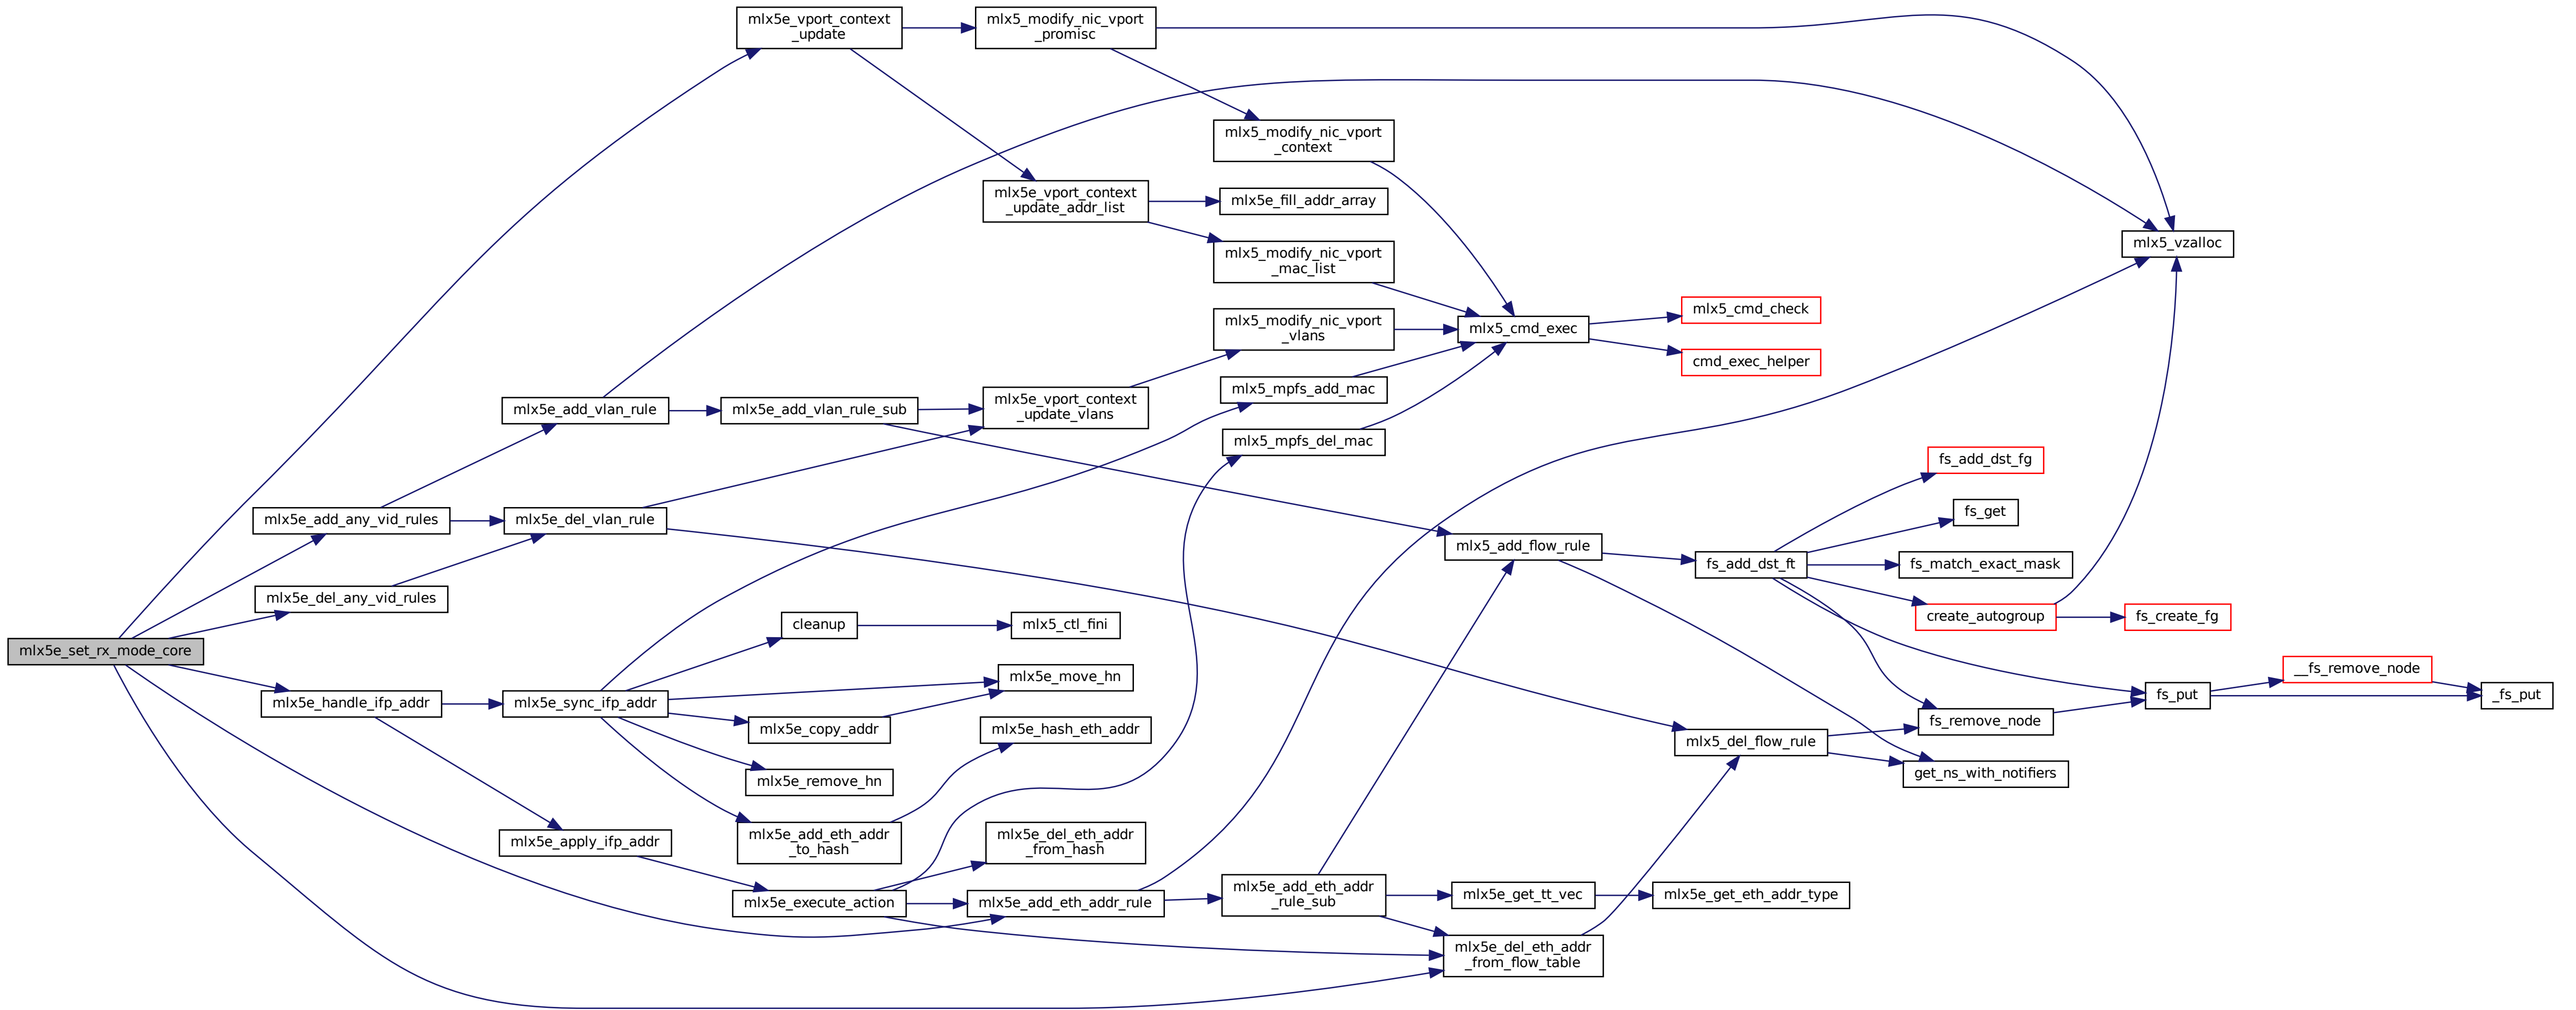 mlx5e_set_rx_mode_core
mlx5e_vport_context
_update
mlx5e_add_any_vid_rules
mlx5e_del_any_vid_rules
mlx5e_handle_ifp_addr
mlx5e_add_vlan_rule
mlx5e_del_vlan_rule
mlx5e_sync_ifp_addr
mlx5e_apply_ifp_addr
mlx5e_add_vlan_rule_sub
cleanup
mlx5e_copy_addr
mlx5e_remove_hn
mlx5e_add_eth_addr
_to_hash
mlx5e_execute_action
mlx5_modify_nic_vport
_promisc
mlx5e_vport_context
_update_addr_list
mlx5e_vport_context
_update_vlans
mlx5_ctl_fini
mlx5e_move_hn
mlx5e_hash_eth_addr
mlx5e_del_eth_addr
_from_hash
mlx5e_add_eth_addr_rule
mlx5_modify_nic_vport
_context
mlx5e_fill_addr_array
mlx5_modify_nic_vport
_mac_list
mlx5_modify_nic_vport
_vlans
mlx5_mpfs_add_mac
mlx5_mpfs_del_mac
mlx5e_add_eth_addr
_rule_sub
mlx5_cmd_exec
mlx5_add_flow_rule
mlx5e_get_tt_vec
mlx5e_del_eth_addr
_from_flow_table
mlx5_cmd_check
cmd_exec_helper
fs_add_dst_ft
mlx5_del_flow_rule
mlx5e_get_eth_addr_type
fs_add_dst_fg
fs_get
fs_match_exact_mask
create_autogroup
fs_remove_node
get_ns_with_notifiers
mlx5_vzalloc
fs_create_fg
fs_put
__fs_remove_node
_fs_put